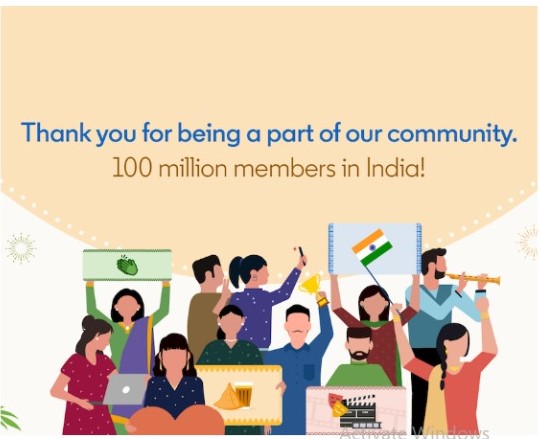 Thank you for being a part of our community.
100 million members in India!
Activate Windows